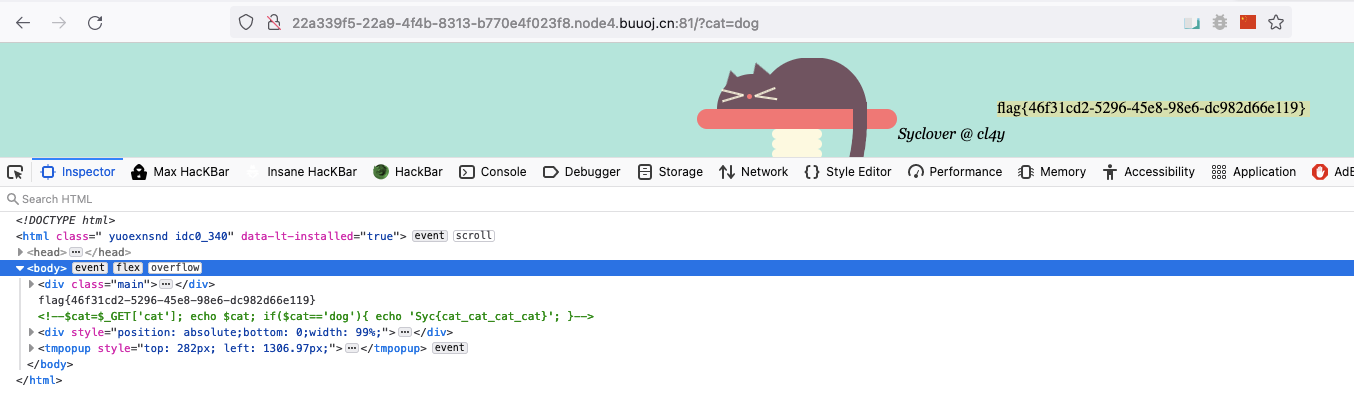 22a339f5-22a9-4f4b-8313-b770e4f023f8.node4.buuoj.cn:81/?cat=dog
flag{46f31cd2-5296-45e8-98e6-dc982d66e119}
Syclover @ cl4y
Inspector Max HacKBar Insane HacKBar HackBar Console Debugger Storage Network Style Editor Performance Memory Accessibility Application AdB
Search HTML
<!DOCTYPE html>
<html class=" yuoexnsnd idc0_340" data-lt-installed="true"> event scroll
<head> ••• </head>
<body> event flex overflow
<div class="main"> ••• </div>
flag{46f31cd2-5296-45e8-98e6-dc982d66e119}
<!--$cat=$_GET['cat']; echo $cat; if($cat=='dog'){ echo 'Syc{cat_cat_cat_cat}'; }-->
<div style="position: absolute;bottom: 0;width: 99%;"> ••• </div>
<tmpopup style="top: 282px; left: 1306.97px;"> ••• </tmpopup> event
</body>
</html>